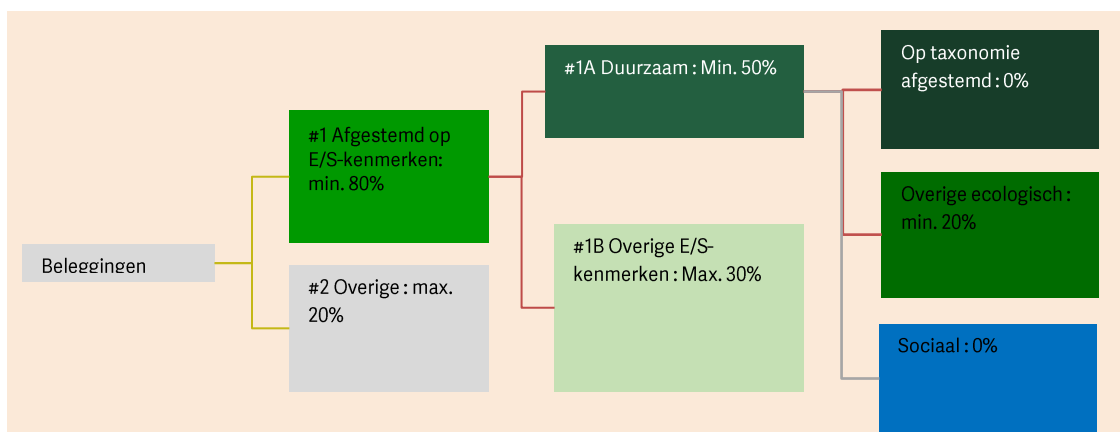 Beleggingen
#1 Afgestemd op
E/S-kenmerken:
min. 80%
#2 Overige : max.
20%
#1A Duurzaam : Min. 50%
#1B Overige E/S-
kenmerken : Max. 30%
Op taxonomie
afgestemd : 0%
Overige ecologisch :
min. 20%
Sociaal : 0%